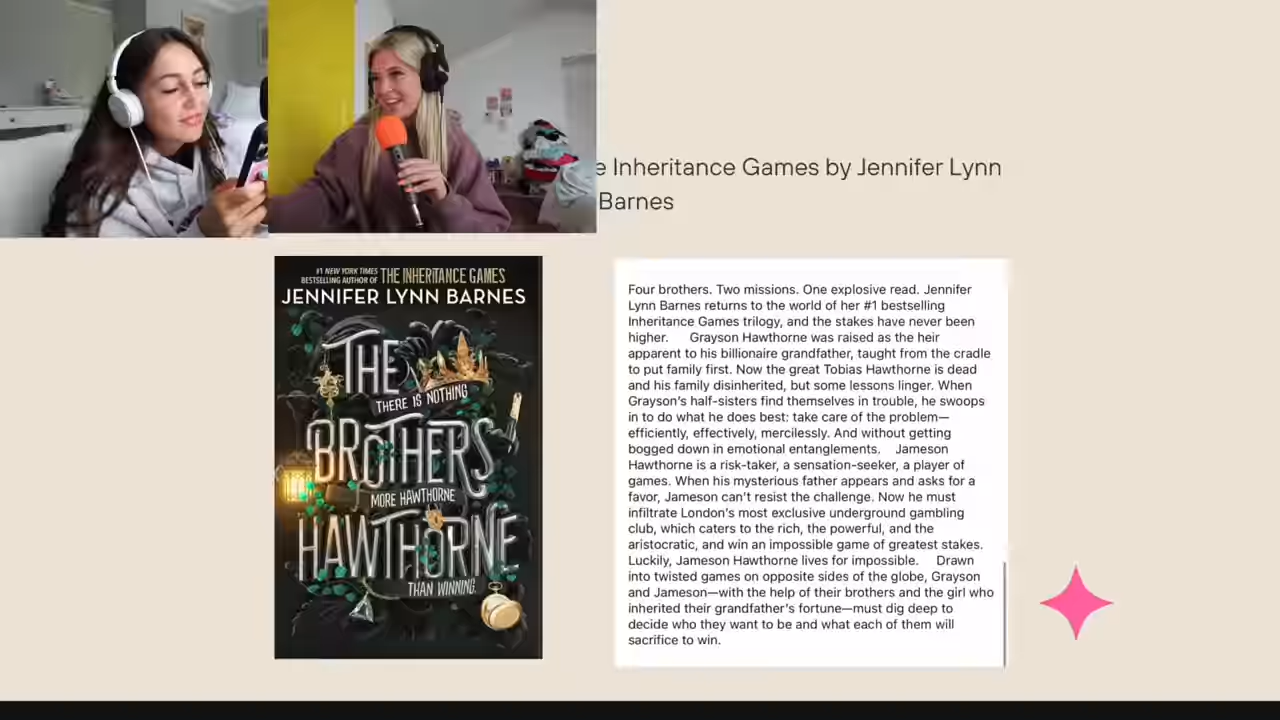 e Inheritance Games by Jennifer Lynn
Barnes
#1 NEW YORK TIMES
BESTSELLING AUTHOR OF THE INHERITANCE GAMES
JENNIFER LYNN BARNES
THE
THERE IS NOTHING
BROTHERS
MORE HAWTHORNE
HAWTHORNE
THAN WINNING.
Four brothers. Two missions. One explosive read. Jennifer
Lynn Barnes returns to the world of her #1 bestselling
Inheritance Games trilogy, and the stakes have never been
higher. Grayson Hawthorne was raised as the heir
apparent to his billionaire grandfather, taught from the cradle
to put family first. Now the great Tobias Hawthorne is dead
and his family disinherited, but some lessons linger. When
Grayson's half-sisters find themselves in trouble, he swoops
in to do what he does best: take care of the problem—
efficiently, effectively, mercilessly. And without getting
bogged down in emotional entanglements. Jameson
Hawthorne is a risk-taker, a sensation-seeker, a player of
games. When his mysterious father appears and asks for a
favor, Jameson can't resist the challenge. Now he must
infiltrate London's most exclusive underground gambling
club, which caters to the rich, the powerful, and the
aristocratic, and win an impossible game of greatest stakes.
Luckily, Jameson Hawthorne lives for impossible. Drawn
into twisted games on opposite sides of the globe, Grayson
and Jameson—with the help of their brothers and the girl who
inherited their grandfather's fortune—must dig deep to
decide who they want to be and what each of them will
sacrifice to win.